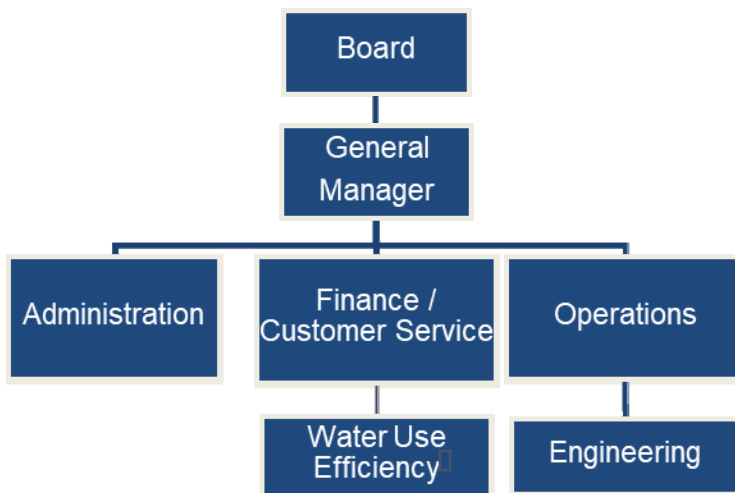 Board
General
Manager
Administration
Finance /
Customer Service
Operations
Water Use
Efficiency
Engineering